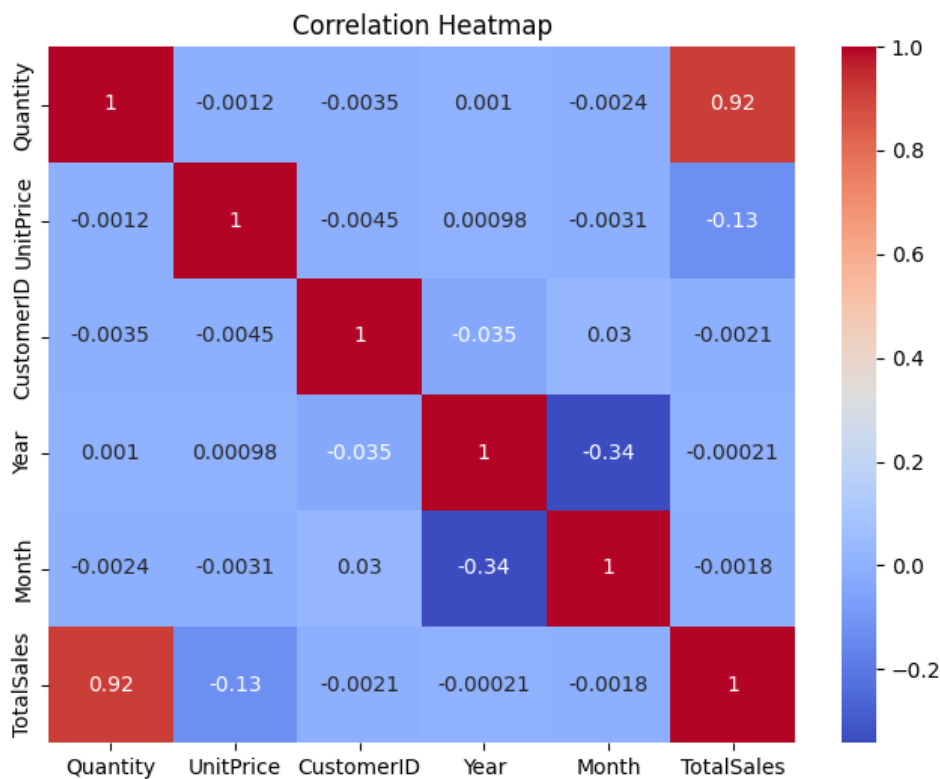 Correlation Heatmap
Quantity 1 -0.0012 -0.0035 0.001 -0.0024 0.92
UnitPrice -0.0012 1 -0.0045 0.00098 -0.0031 -0.13
CustomerID -0.0035 -0.0045 1 -0.035 0.03 -0.0021
Year 0.001 0.00098 -0.035 1 -0.34 -0.00021
Month -0.0024 -0.0031 0.03 -0.34 1 -0.0018
TotalSales 0.92 -0.13 -0.0021 -0.00021 -0.0018 1
Quantity UnitPrice CustomerID Year Month TotalSales
1.0
0.8
0.6
0.4
0.2
0.0
−0.2